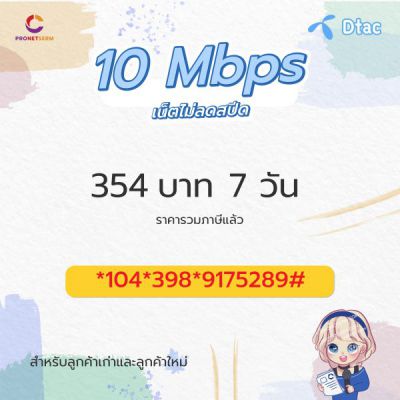 PRONETSERM
Dtac
10 Mbps
เน็ตไม่ลดสปีด
354 บาท 7 วัน
ราคารวมภาษีแล้ว
*104*398*9175289#
สำหรับลูกค้าเก่าและลูกค้าใหม่